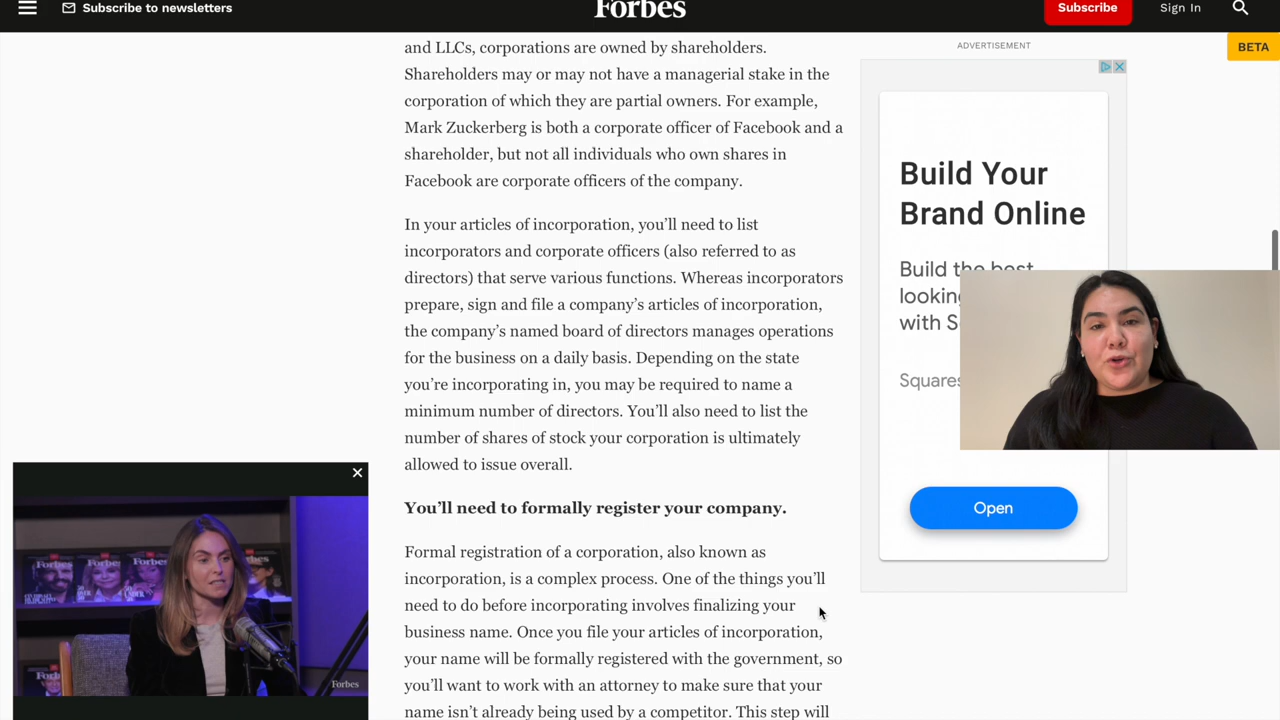 Subscribe to newsletters
Forbes
Subscribe
Sign In
BETA
and LLCs, corporations are owned by shareholders.
Shareholders may or may not have a managerial stake in the
corporation of which they are partial owners. For example,
Mark Zuckerberg is both a corporate officer of Facebook and a
shareholder, but not all individuals who own shares in
Facebook are corporate officers of the company.
In your articles of incorporation, you’ll need to list
incorporators and corporate officers (also referred to as
directors) that serve various functions. Whereas incorporators
prepare, sign and file a company’s articles of incorporation,
the company’s named board of directors manages operations
for the business on a daily basis. Depending on the state
you’re incorporating in, you may be required to name a
minimum number of directors. You’ll also need to list the
number of shares of stock your corporation is ultimately
allowed to issue overall.
You’ll need to formally register your company.
Formal registration of a corporation, also known as
incorporation, is a complex process. One of the things you’ll
need to do before incorporating involves finalizing your
business name. Once you file your articles of incorporation,
your name will be formally registered with the government, so
you’ll want to work with an attorney to make sure that your
name isn’t already being used by a competitor. This step will
ADVERTISEMENT
Build Your
Brand Online
Build the best
looking
with
Open
Forbes
Forbes
Forbes
Forbes